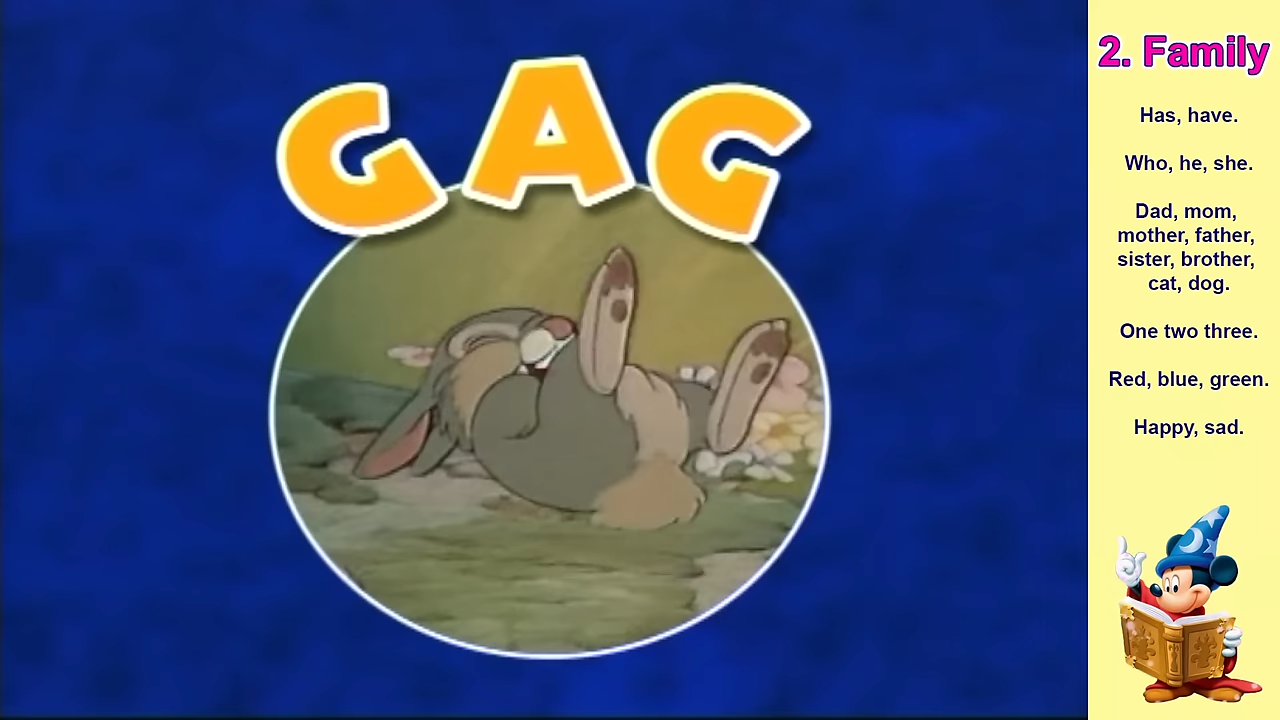 GAG
2. Family
Has, have.
Who, he, she.
Dad, mom,
mother, father,
sister, brother,
cat, dog.
One two three.
Red, blue, green.
Happy, sad.